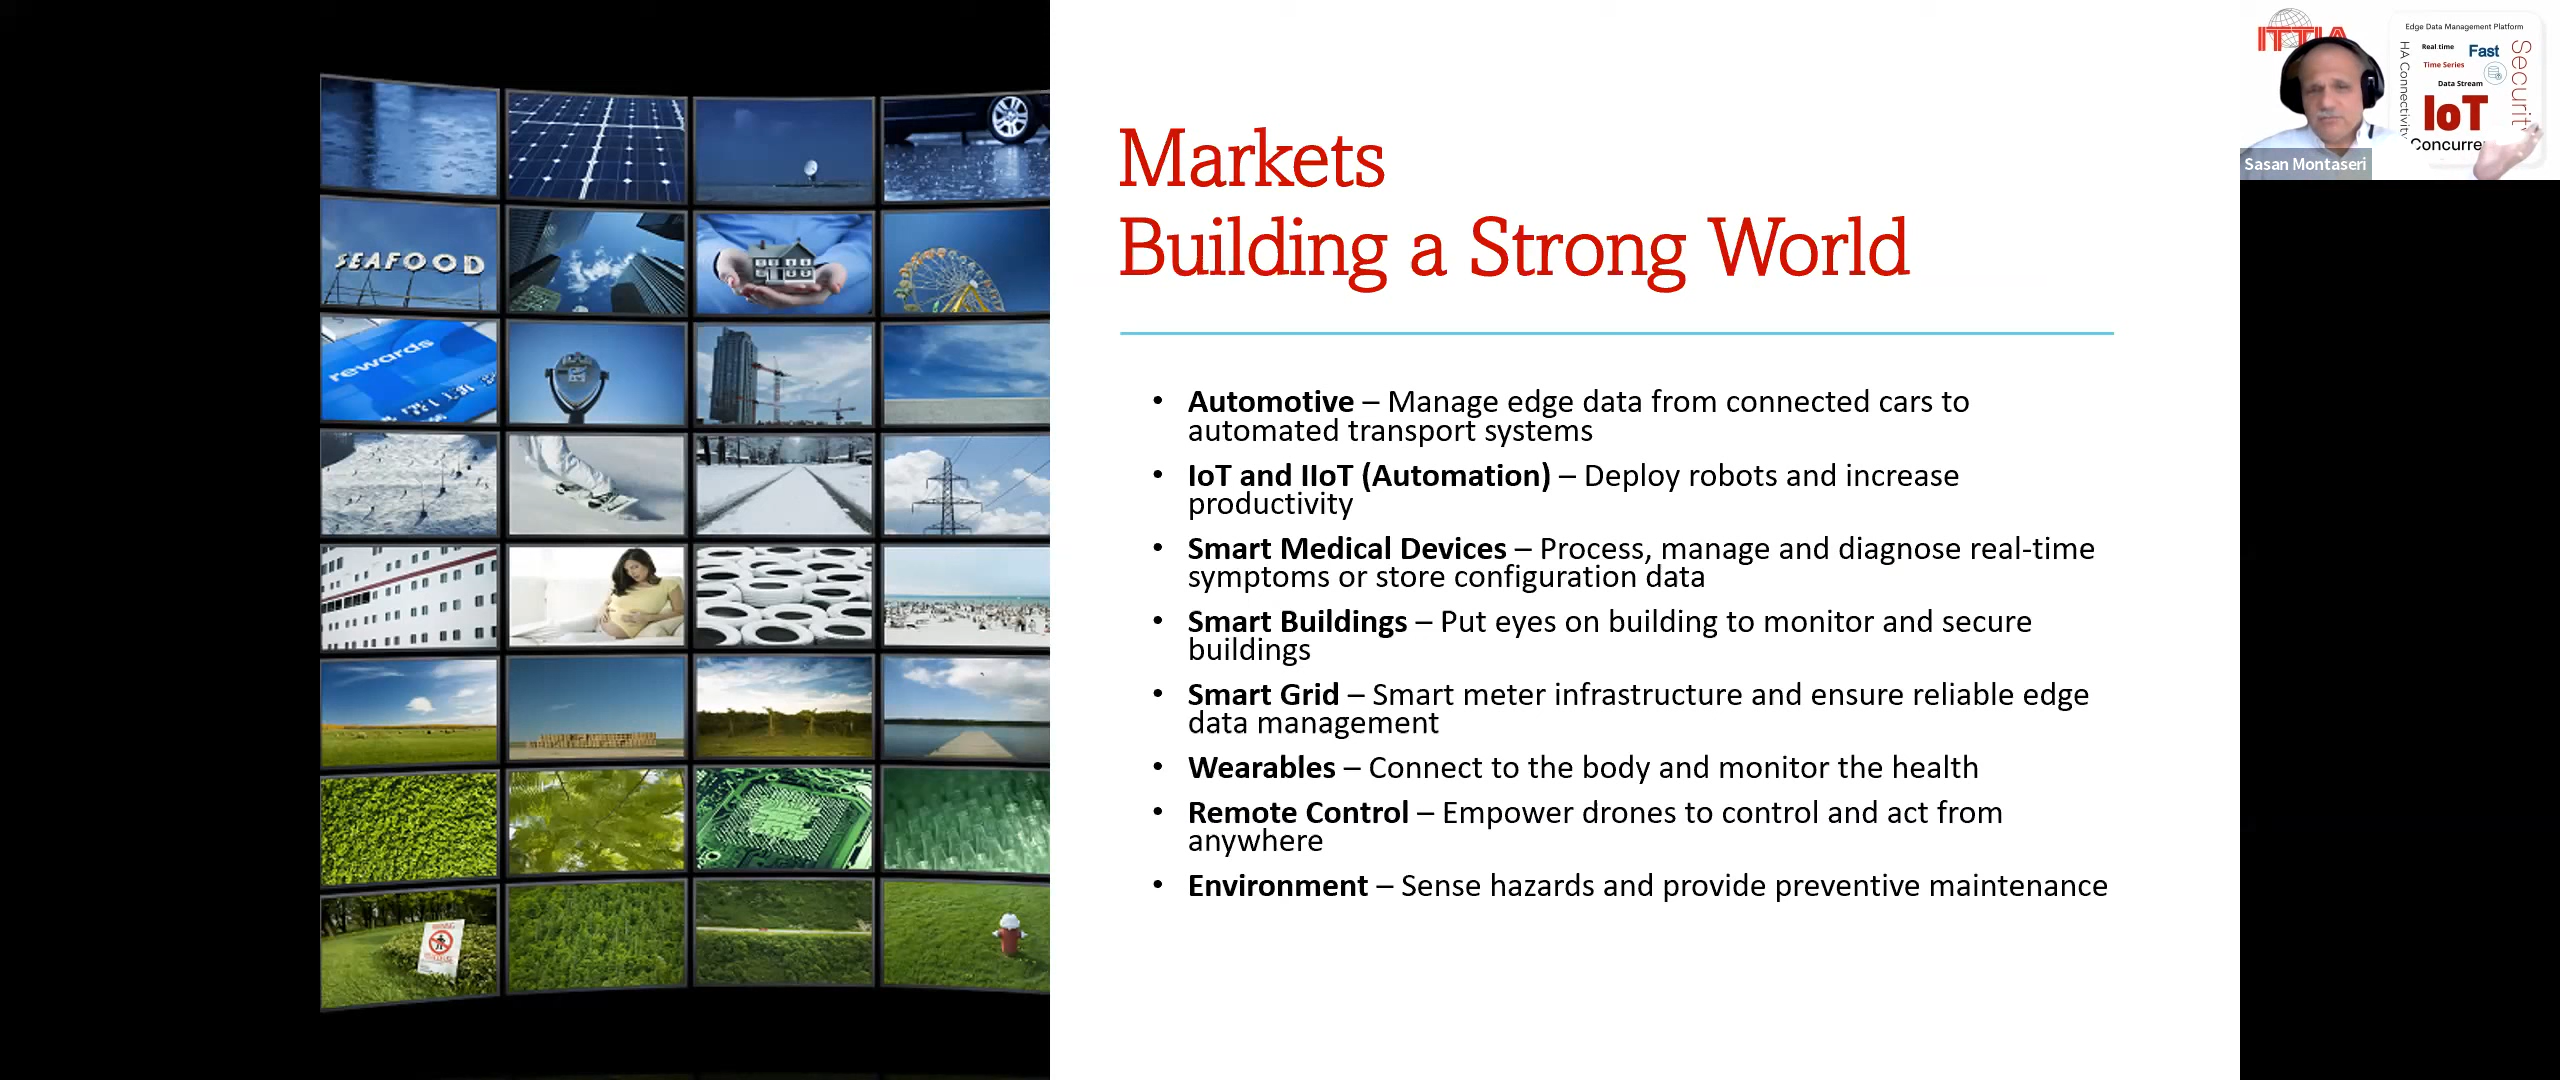 Markets
Building a Strong World
• Automotive – Manage edge data from connected cars to
automated transport systems
• IoT and IIoT (Automation) – Deploy robots and increase
productivity
• Smart Medical Devices – Process, manage and diagnose real-time
symptoms or store configuration data
• Smart Buildings – Put eyes on building to monitor and secure
buildings
• Smart Grid – Smart meter infrastructure and ensure reliable edge
data management
• Wearables – Connect to the body and monitor the health
• Remote Control – Empower drones to control and act from
anywhere
• Environment – Sense hazards and provide preventive maintenance
SEAFOOD
rewards
ITTIA
Edge Data Management Platform
HA Connectivity
Real time
Fast
Time Series
Data Stream
IoT
Concurre
Securit
Sasan Montaseri